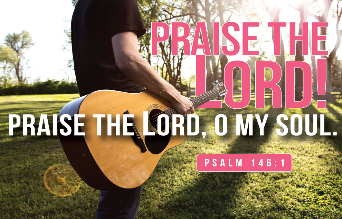 PRAISE THE
LORD!
PRAISE THE LORD, O MY SOUL.
PSALM 146:1